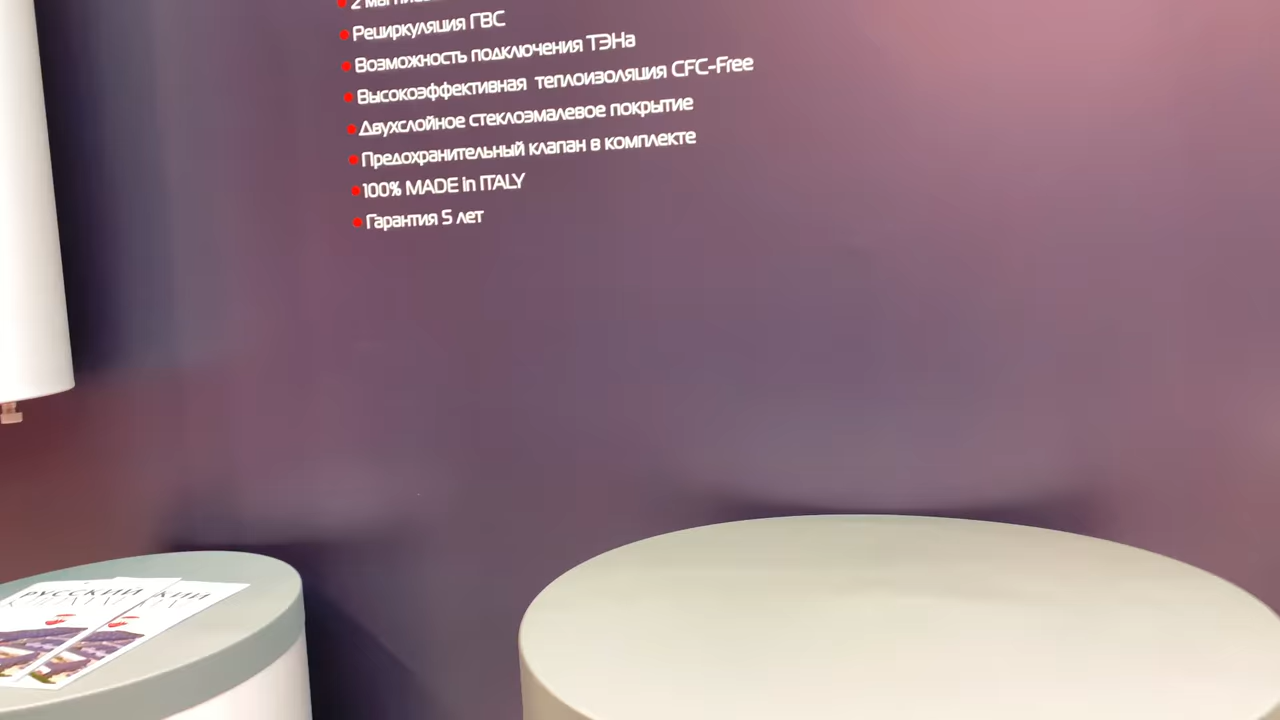 Рециркуляция ГВС
Возможность подключения ТЭНа
Высокоэффективная теплоизоляция CFC-Free
Двухслойное стеклоэмалевое покрытие
Предохранительный клапан в комплекте
100% MADE in ITALY
Гарантия 5 лет
РУССКИЙ